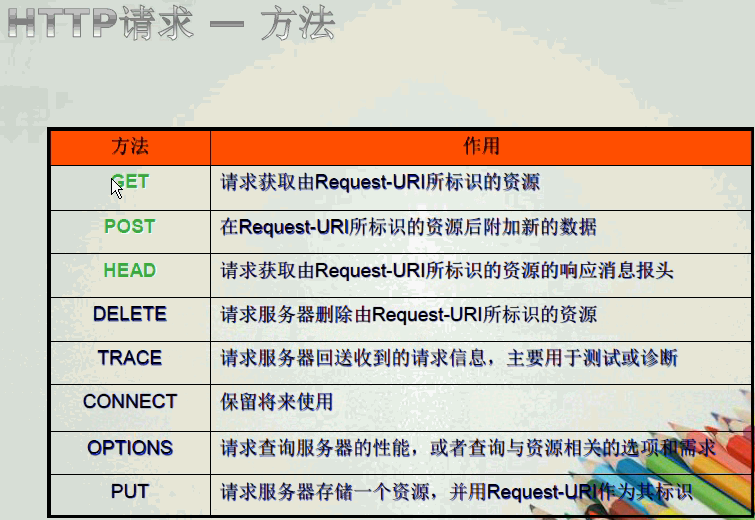 HTTP请求 — 方法
方法 作用
GET 请求获取由Request-URI所标识的资源
POST 在Request-URI所标识的资源后附加新的数据
HEAD 请求获取由Request-URI所标识的资源的响应消息报头
DELETE 请求服务器删除由Request-URI所标识的资源
TRACE 请求服务器回送收到的请求信息，主要用于测试或诊断
CONNECT 保留将来使用
OPTIONS 请求查询服务器的性能，或者查询与资源相关的选项和需求
PUT 请求服务器存储一个资源，并用Request-URI作为其标识